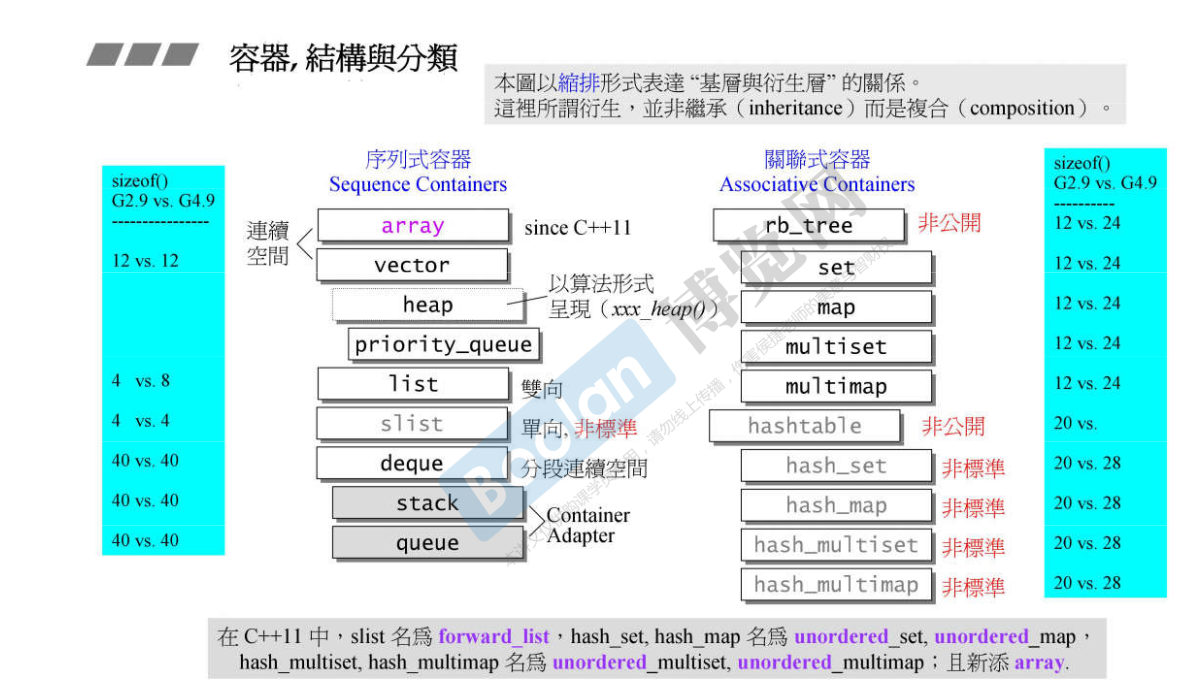 容器, 結構與分類
本圖以縮排形式表達 “基層與衍生層” 的關係。
這裡所謂衍生，並非繼承（inheritance）而是複合（composition）。
sizeof()
G2.9 vs. G4.9
----------------
12 vs. 12
4 vs. 8
4 vs. 4
40 vs. 40
40 vs. 40
40 vs. 40
序列式容器
Sequence Containers
連續
空間
array
since C++11
vector
heap
以算法形式
呈現（xxx_heap()）
priority_queue
list
雙向
slist
單向, 非標準
deque
分段連續空間
stack
queue
Container
Adapter
關聯式容器
Associative Containers
rb_tree
非公開
set
map
multiset
multimap
hashtable
非公開
hash_set
非標準
hash_map
非標準
hash_multiset
非標準
hash_multimap
非標準
sizeof()
G2.9 vs. G4.9
----------
12 vs. 24
12 vs. 24
12 vs. 24
12 vs. 24
12 vs. 24
20 vs.
20 vs. 28
20 vs. 28
20 vs. 28
20 vs. 28
Boolan 博览网
在 C++11 中，slist 名爲 forward_list，hash_set, hash_map 名爲 unordered_set, unordered_map，
hash_multiset, hash_multimap 名爲 unordered_multiset, unordered_multimap；且新添 array.